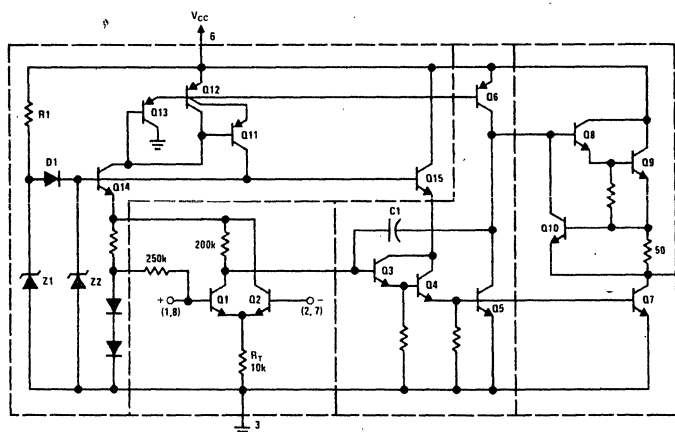 VCC
6
Q12
Q13
Q6
R1
Q11
Q8
D1
Q9
Q14
Q15
C1
Q10
200k
50
250k
Q3
Z1
Z2
Q4
+
(1,8)
Q1
Q2
−
(2, 7)
Q5
Q7
RT
10k
3